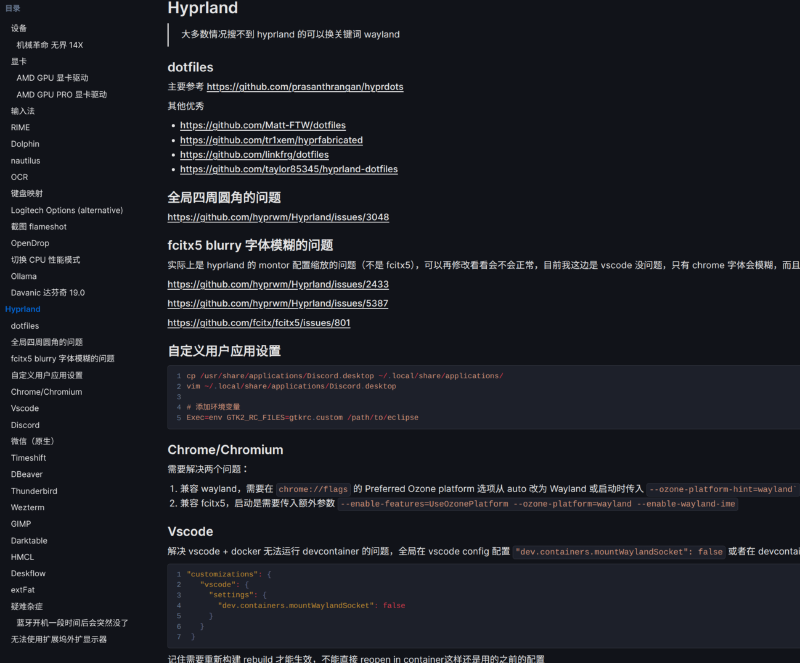 目录
设备
机械革命 无界 14X
显卡
AMD GPU 显卡驱动
AMD GPU PRO 显卡驱动
输入法
RIME
Dolphin
nautilus
OCR
键盘映射
Logitech Options (alternative)
截图 flameshot
OpenDrop
切换 CPU 性能模式
Ollama
Davanic 达芬奇 19.0
Hyprland
dotfiles
全局四周圆角的问题
fcitx5 blurry 字体模糊的问题
自定义用户应用设置
Chrome/Chromium
Vscode
Discord
微信（原生）
Timeshift
DBeaver
Thunderbird
Wezterm
GIMP
Darktable
HMCL
Deskflow
extFat
疑难杂症
蓝牙开机一段时间后会突然没了
无法使用扩展坞外扩显示器
Hyprland
大多数情况搜不到 hyprland 的可以换关键词 wayland
dotfiles
主要参考 https://github.com/prasanthrangan/hyprdots
其他优秀
https://github.com/Matt-FTW/dotfiles
https://github.com/tr1xem/hyprfabricated
https://github.com/linkfrg/dotfiles
https://github.com/taylor85345/hyprland-dotfiles
全局四周圆角的问题
https://github.com/hyprwm/Hyprland/issues/3048
fcitx5 blurry 字体模糊的问题
实际上是 hyprland 的 montor 配置缩放的问题（不是 fcitx5），可以再修改看看会不会正常，目前我这边是 vscode 没问题，只有 chrome 字体会模糊，而且
https://github.com/hyprwm/Hyprland/issues/2433
https://github.com/hyprwm/Hyprland/issues/5387
https://github.com/fcitx/fcitx5/issues/801
自定义用户应用设置
1 cp /usr/share/applications/Discord.desktop ~/.local/share/applications/
2 vim ~/.local/share/applications/Discord.desktop
3
4 # 添加环境变量
5 Exec=env GTK2_RC_FILES=gtkrc.custom /path/to/eclipse
Chrome/Chromium
需要解决两个问题：
1. 兼容 wayland，需要在 chrome://flags 的 Preferred Ozone platform 选项从 auto 改为 Wayland 或启动时传入 --ozone-platform-hint=wayland`
2. 兼容 fcitx5，启动是需要传入额外参数 --enable-features=UseOzonePlatform --ozone-platform=wayland --enable-wayland-ime
Vscode
解决 vscode + docker 无法运行 devcontainer 的问题，全局在 vscode config 配置 "dev.containers.mountWaylandSocket": false 或者在 devcontai
1 "customizations": {
2 "vscode": {
3 "settings": {
4 "dev.containers.mountWaylandSocket": false
5 }
6 }
7 }
记住需要重新构建 rebuild 才能生效，不能直接 reopen in container这样还是用的之前的配置